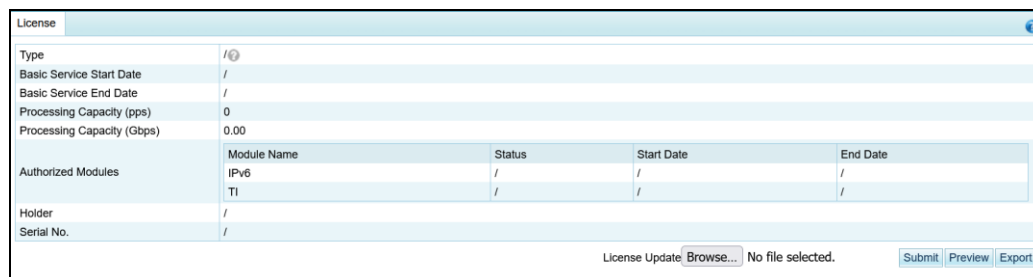 License
Type /
Basic Service Start Date /
Basic Service End Date /
Processing Capacity (pps) 0
Processing Capacity (Gbps) 0.00
Authorized Modules
Module Name Status Start Date End Date
IPv6 / / /
TI / / /
Holder /
Serial No. /
License Update Browse... No file selected. Submit Preview Export